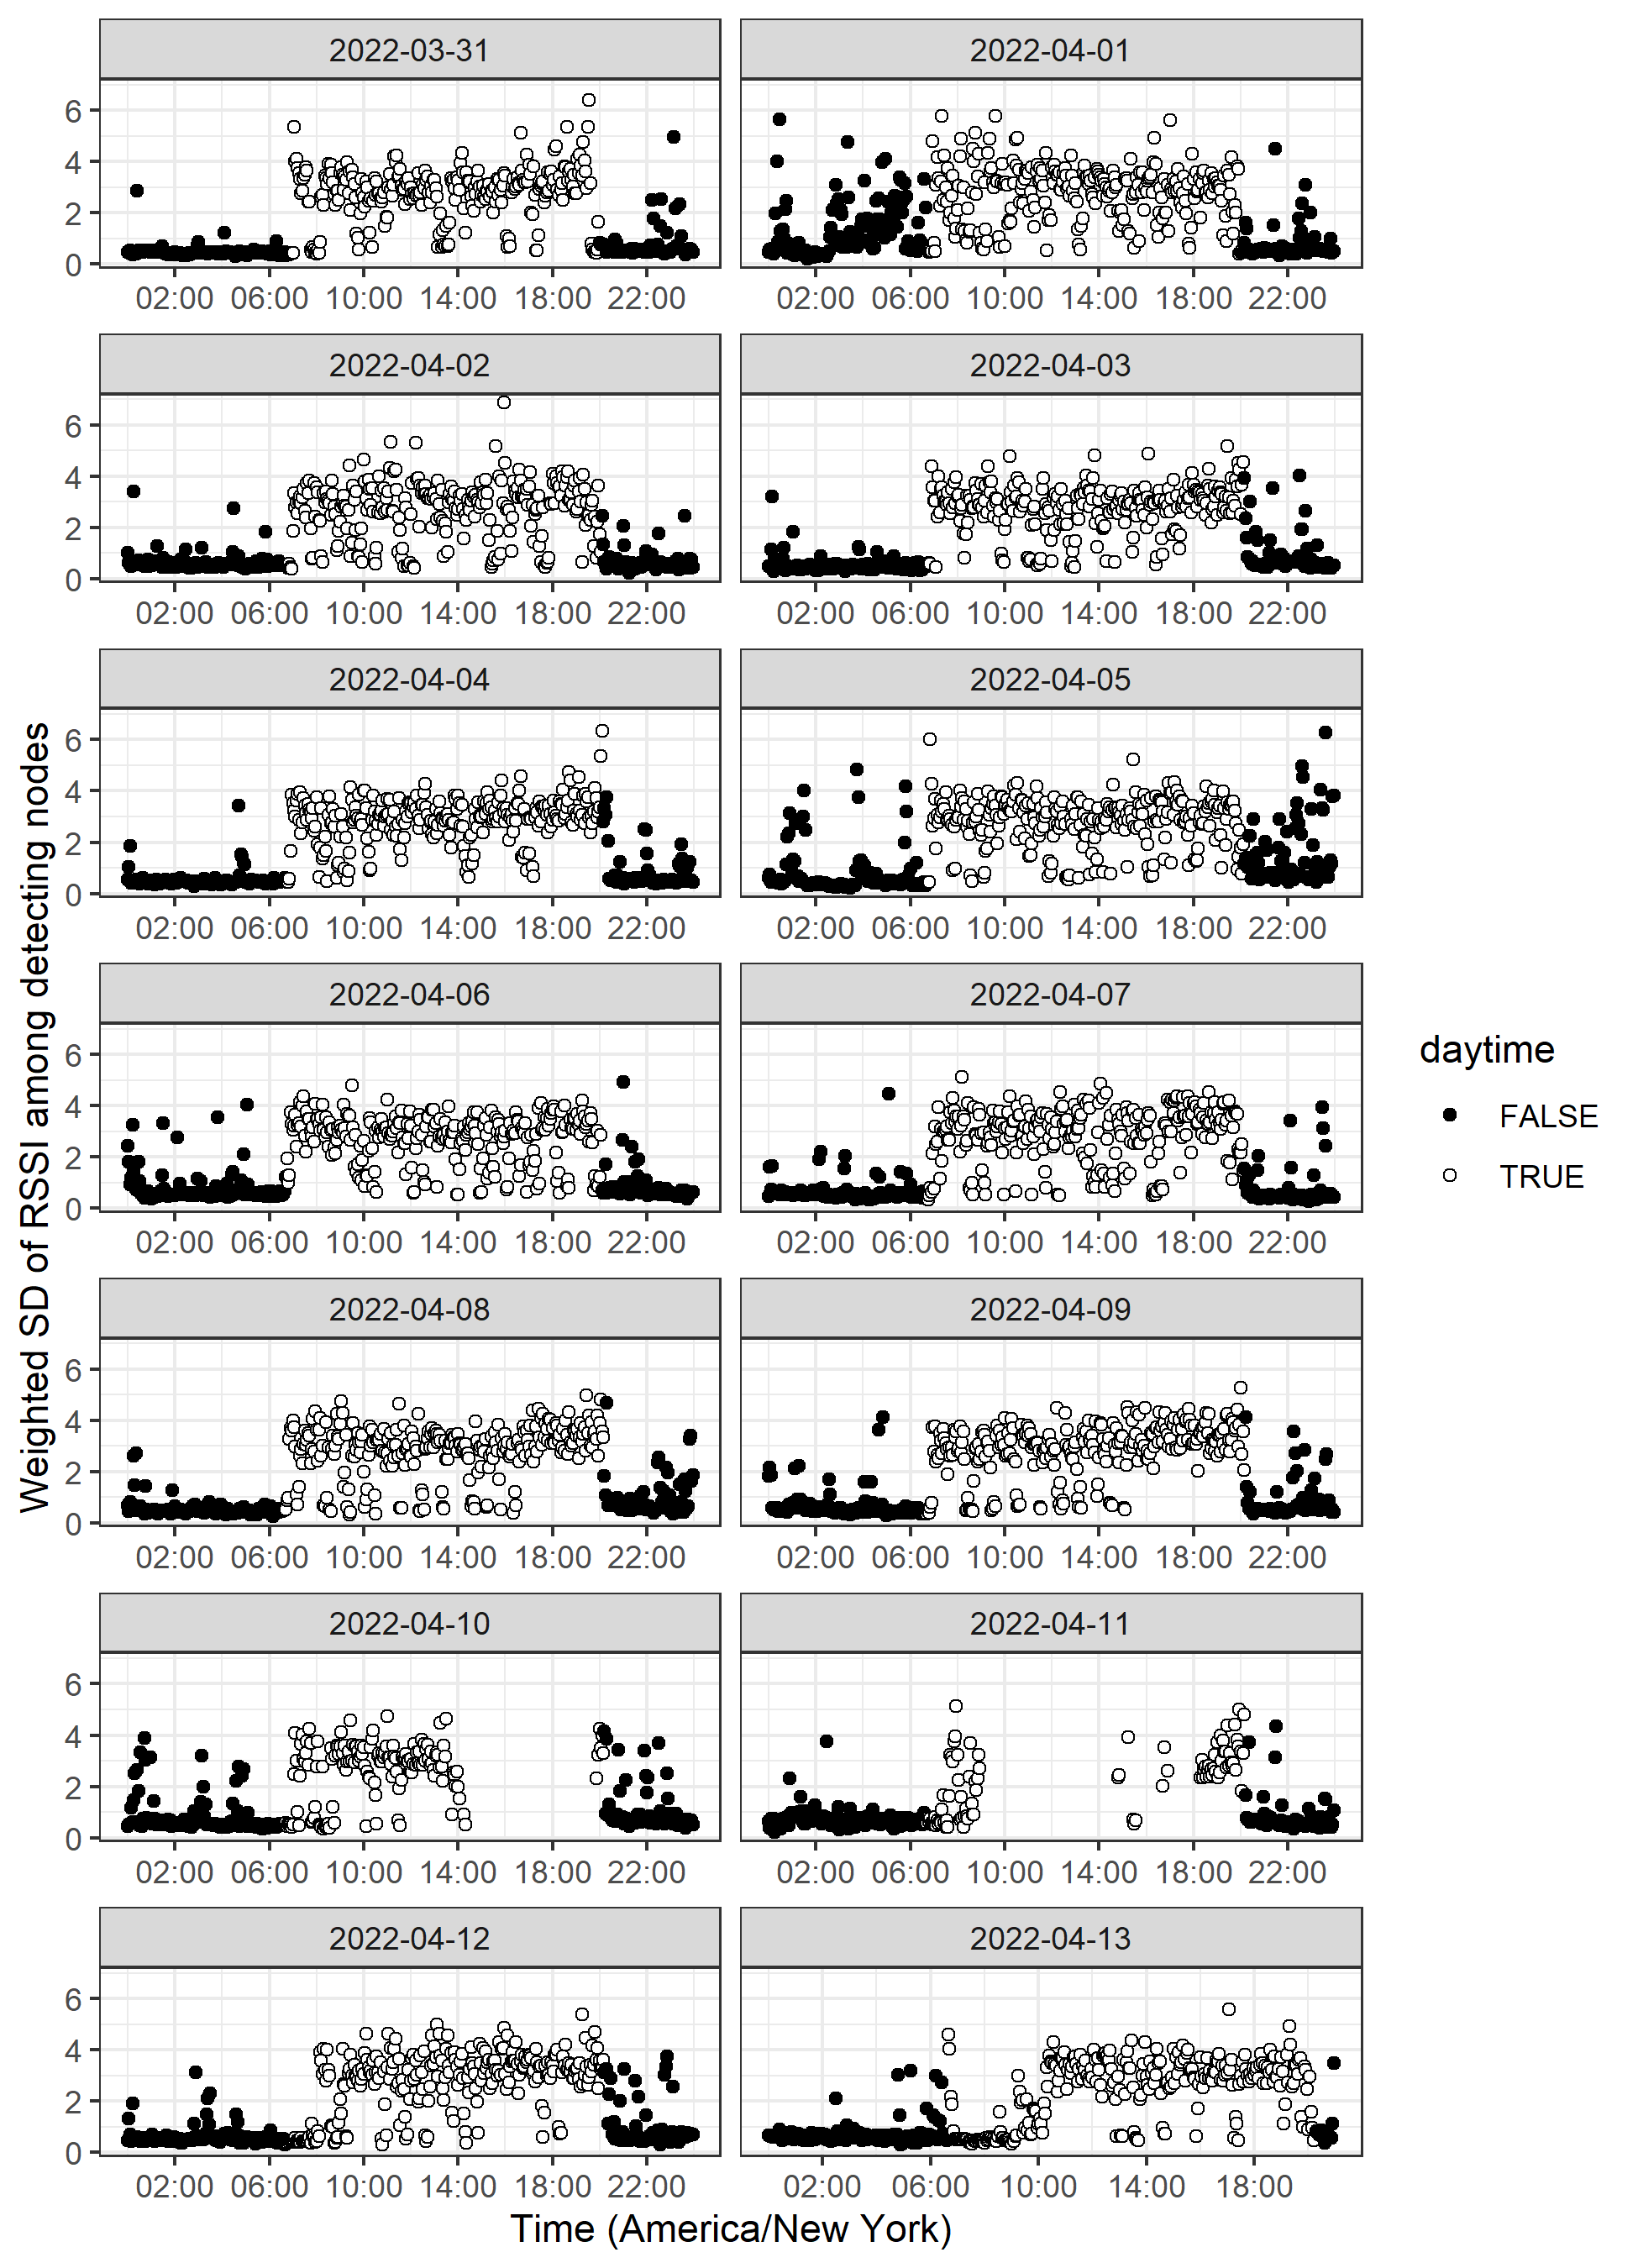 2022-03-31
2022-04-01
6
4
2
0
02:00 06:00 10:00 14:00 18:00 22:00
02:00 06:00 10:00 14:00 18:00 22:00
2022-04-02
2022-04-03
6
4
2
0
02:00 06:00 10:00 14:00 18:00 22:00
02:00 06:00 10:00 14:00 18:00 22:00
2022-04-04
2022-04-05
6
4
2
0
02:00 06:00 10:00 14:00 18:00 22:00
02:00 06:00 10:00 14:00 18:00 22:00
2022-04-06
2022-04-07
6
4
2
0
02:00 06:00 10:00 14:00 18:00 22:00
02:00 06:00 10:00 14:00 18:00 22:00
2022-04-08
2022-04-09
6
4
2
0
02:00 06:00 10:00 14:00 18:00 22:00
02:00 06:00 10:00 14:00 18:00 22:00
2022-04-10
2022-04-11
6
4
2
0
02:00 06:00 10:00 14:00 18:00 22:00
02:00 06:00 10:00 14:00 18:00 22:00
2022-04-12
2022-04-13
6
4
2
0
02:00 06:00 10:00 14:00 18:00 22:00
02:00 06:00 10:00 14:00 18:00
Time (America/New York)
Weighted SD of RSSI among detecting nodes
daytime
FALSE
TRUE